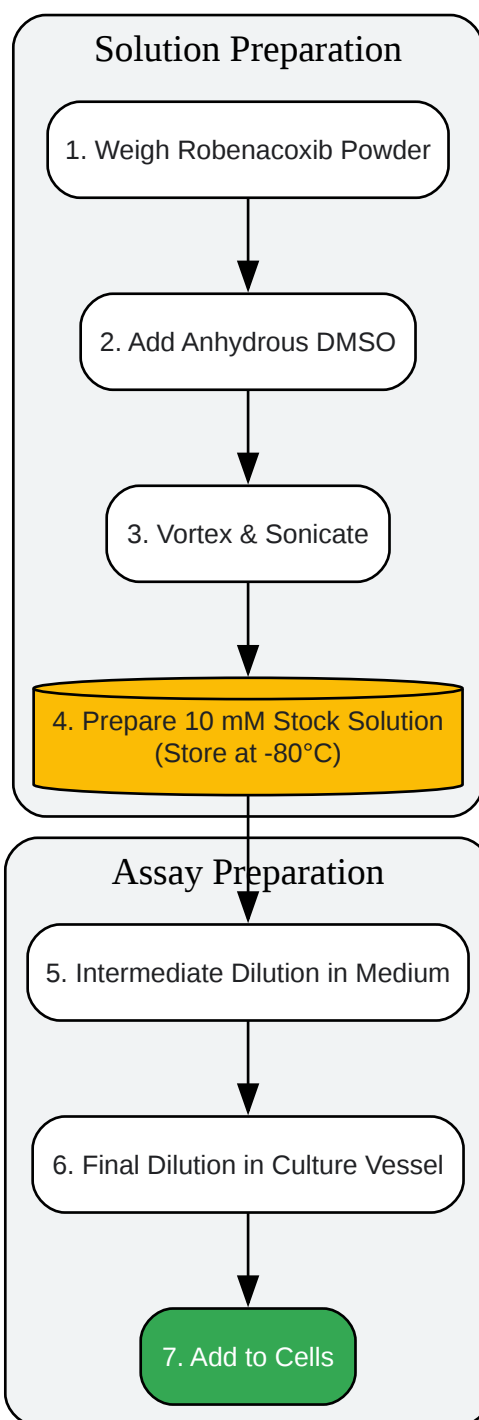 Solution Preparation
1. Weigh Robenacoxib Powder
2. Add Anhydrous DMSO
3. Vortex & Sonicate
4. Prepare 10 mM Stock Solution
(Store at -80°C)
Assay Preparation
5. Intermediate Dilution in Medium
6. Final Dilution in Culture Vessel
7. Add to Cells